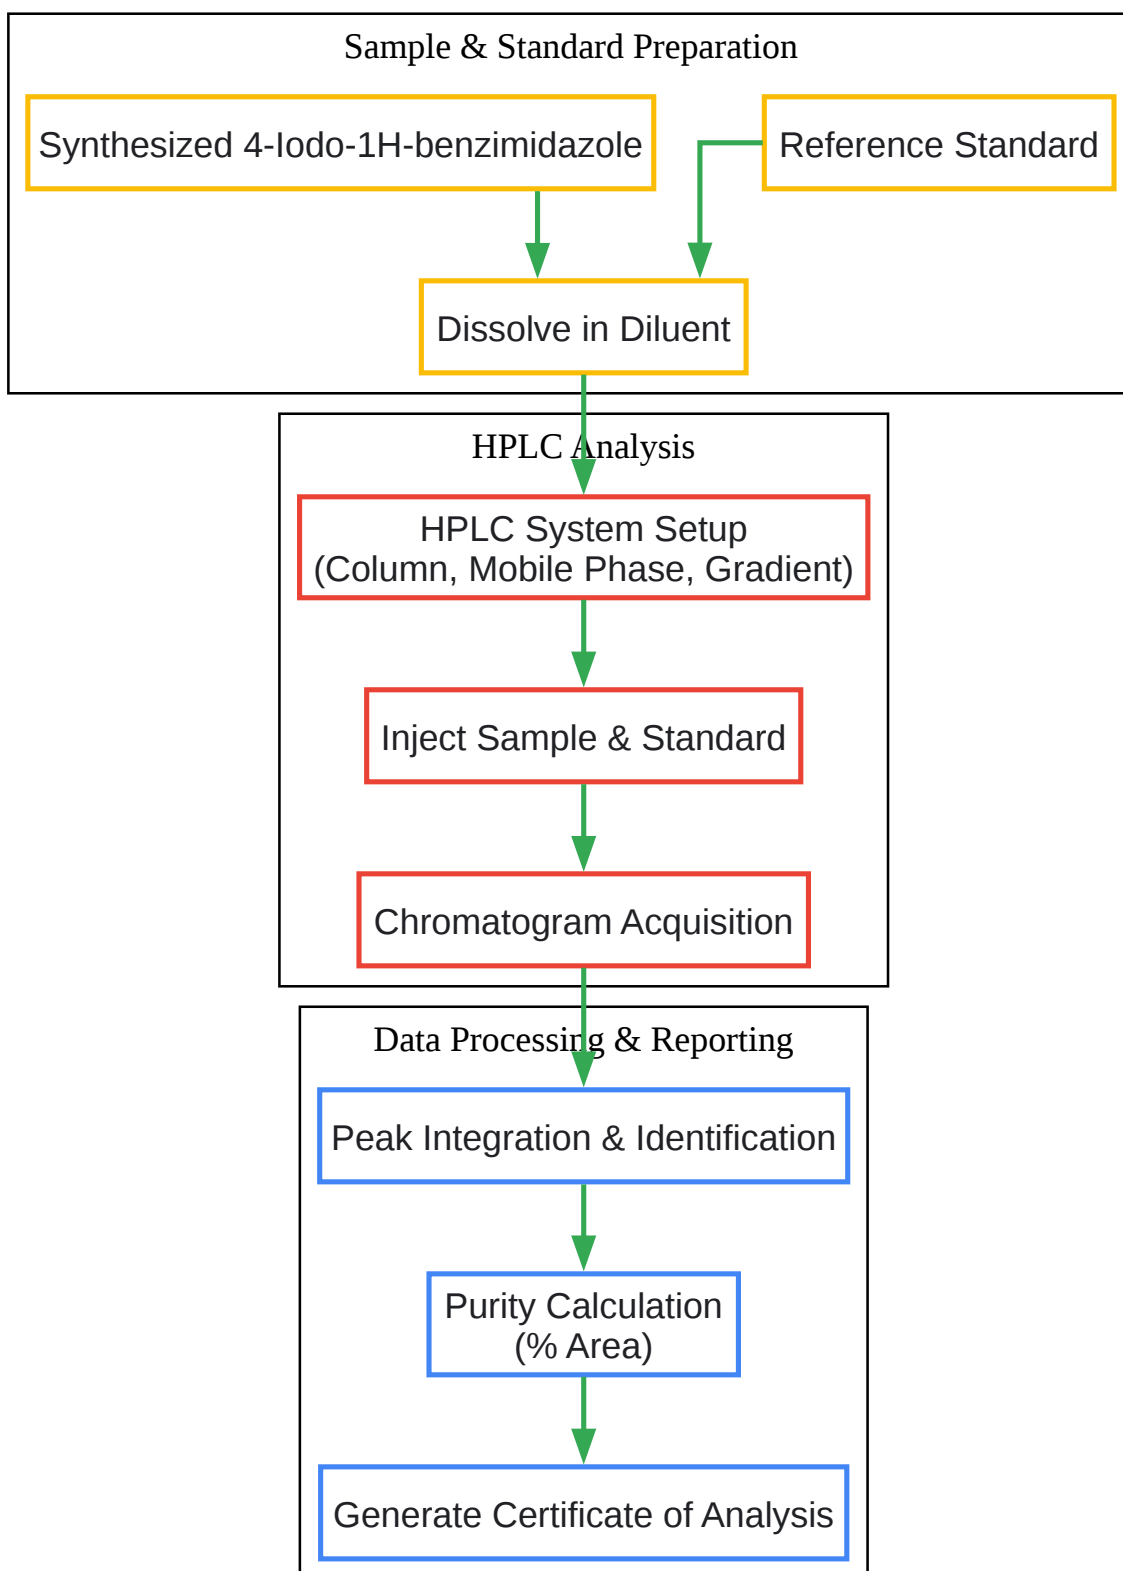 Sample & Standard Preparation
Synthesized 4-Iodo-1H-benzimidazole
Reference Standard
Dissolve in Diluent
HPLC Analysis
HPLC System Setup
(Column, Mobile Phase, Gradient)
Inject Sample & Standard
Chromatogram Acquisition
Data Processing & Reporting
Peak Integration & Identification
Purity Calculation
(% Area)
Generate Certificate of Analysis